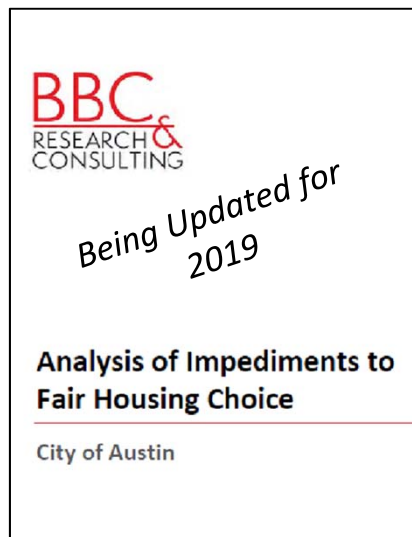 BBC
RESEARCH &
CONSULTING
Being Updated for
2019
Analysis of Impediments to
Fair Housing Choice
City of Austin